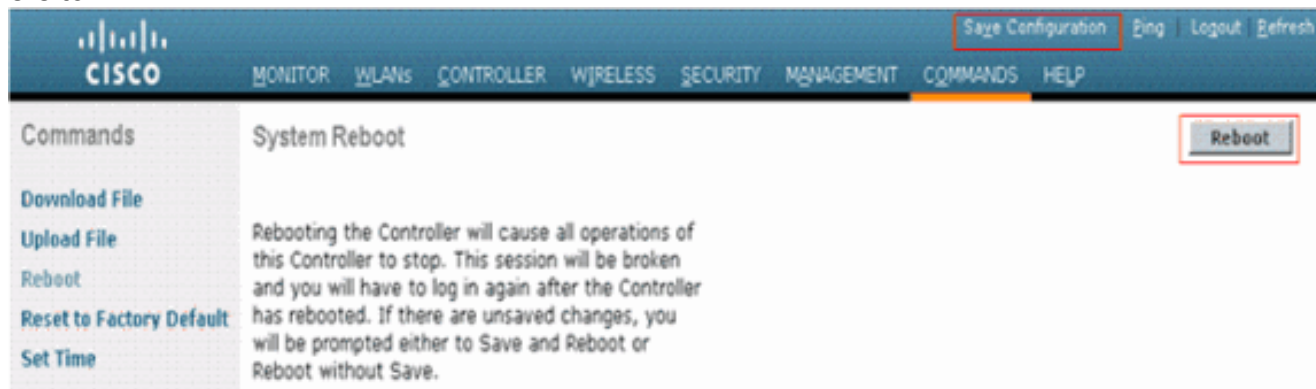 Save Configuration Ping Logout Refresh
CISCO
MONITOR WLANs CONTROLLER WIRELESS SECURITY MANAGEMENT COMMANDS HELP
Commands
Download File
Upload File
Reboot
Reset to Factory Default
Set Time
System Reboot
Reboot
Rebooting the Controller will cause all operations of
this Controller to stop. This session will be broken
and you will have to log in again after the Controller
has rebooted. If there are unsaved changes, you
will be prompted either to Save and Reboot or
Reboot without Save.